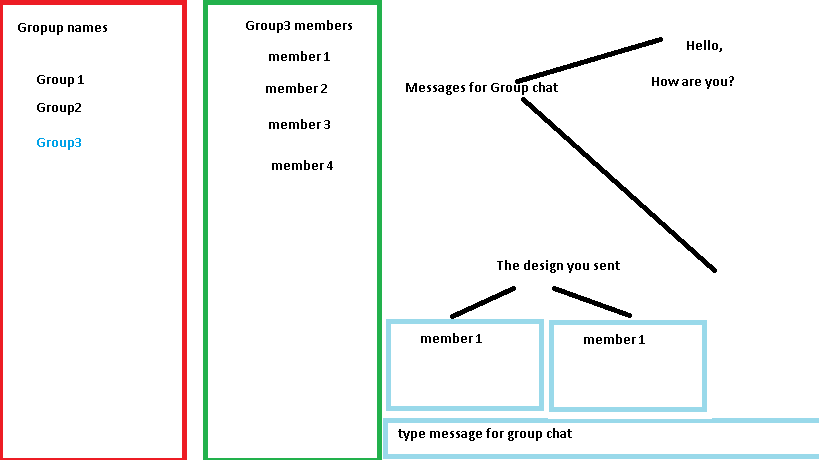 Gropup names
Group 1
Group2
Group3
Group3 members
member 1
member 2
member 3
member 4
Messages for Group chat
Hello,
How are you?
The design you sent
member 1
member 1
type message for group chat